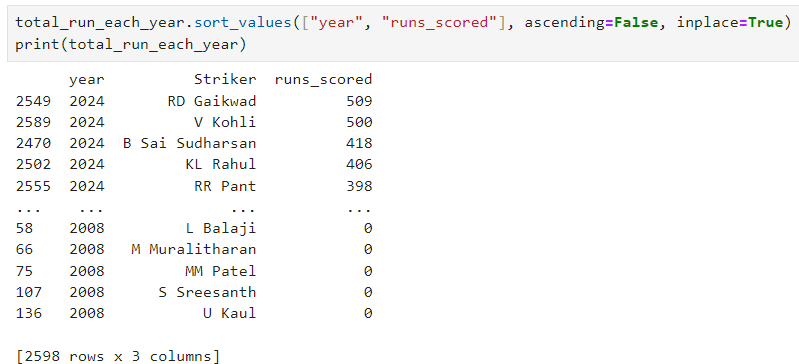 total_run_each_year.sort_values(["year", "runs_scored"], ascending=False, inplace=True)
print(total_run_each_year)
      year          Striker  runs_scored
2549  2024       RD Gaikwad          509
2589  2024          V Kohli          500
2470  2024  B Sai Sudharsan          418
2502  2024         KL Rahul          406
2555  2024          RR Pant          398
...    ...              ...          ...
58    2008         L Balaji            0
66    2008   M Muralitharan            0
75    2008         MM Patel            0
107   2008      S Sreesanth            0
136   2008           U Kaul            0
[2598 rows x 3 columns]